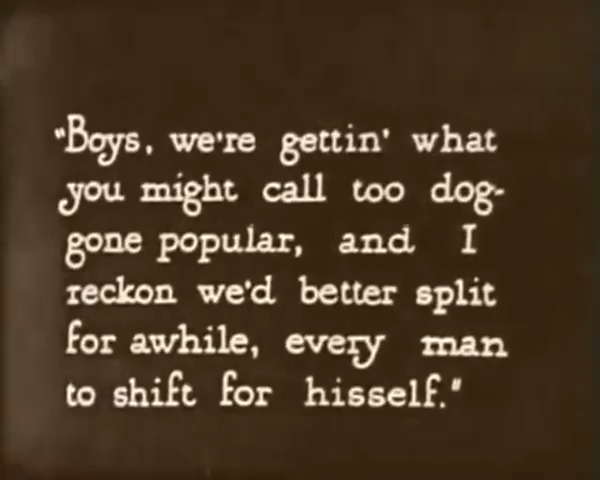 "Boys, we're gettin' what
you might call too dog-
gone popular, and I
reckon we'd better split
for awhile, every man
to shift for hisself."